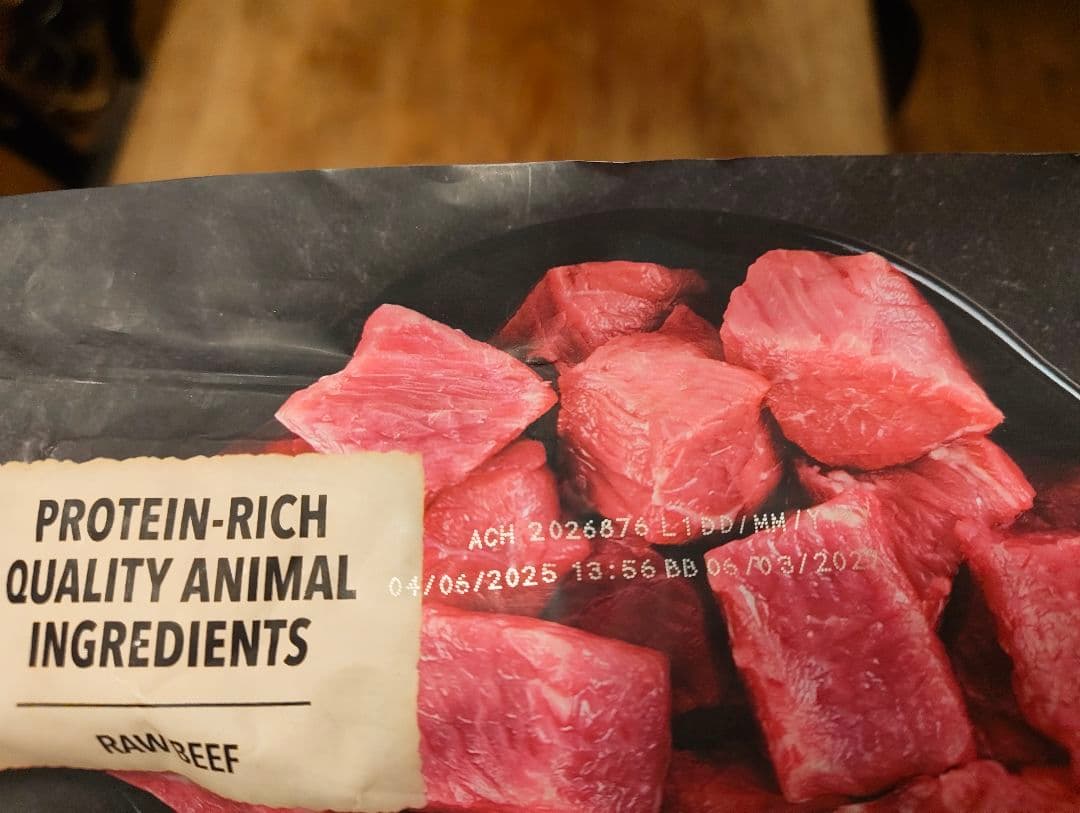 PROTEIN-RICH
QUALITY ANIMAL
INGREDIENTS
RAW BEEF
ACH 2026876 L1 DD/MM/Y
04/06/2025 13:56 BB 06/03/202